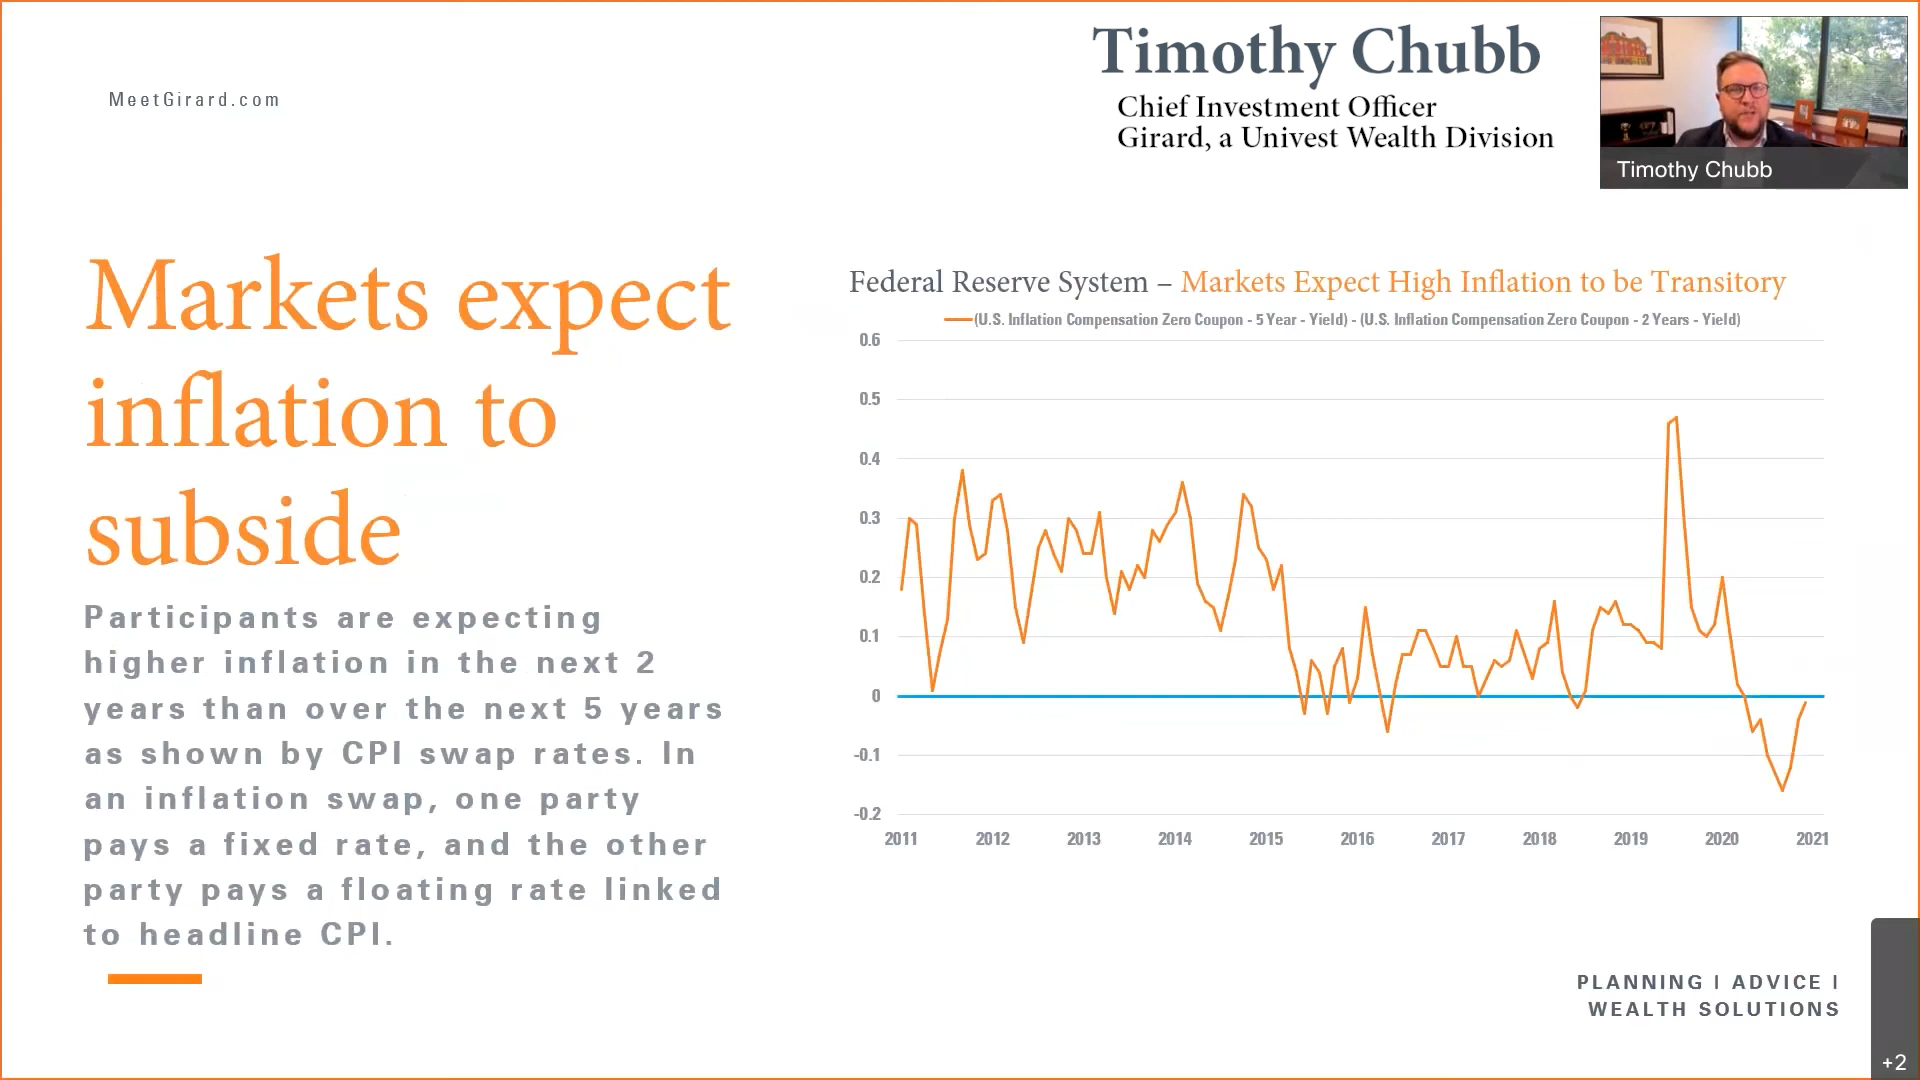 MeetGirard.com
Timothy Chubb
Chief Investment Officer
Girard, a Univest Wealth Division
Timothy Chubb
Markets expect
inflation to
subside
Participants are expecting
higher inflation in the next 2
years than over the next 5 years
as shown by CPI swap rates. In
an inflation swap, one party
pays a fixed rate, and the other
party pays a floating rate linked
to headline CPI.
Federal Reserve System – Markets Expect High Inflation to be Transitory
(U.S. Inflation Compensation Zero Coupon - 5 Year - Yield) - (U.S. Inflation Compensation Zero Coupon - 2 Years - Yield)
0.6
0.5
0.4
0.3
0.2
0.1
0
-0.1
-0.2
2011 2012 2013 2014 2015 2016 2017 2018 2019 2020 2021
PLANNING | ADVICE |
WEALTH SOLUTIONS
+2